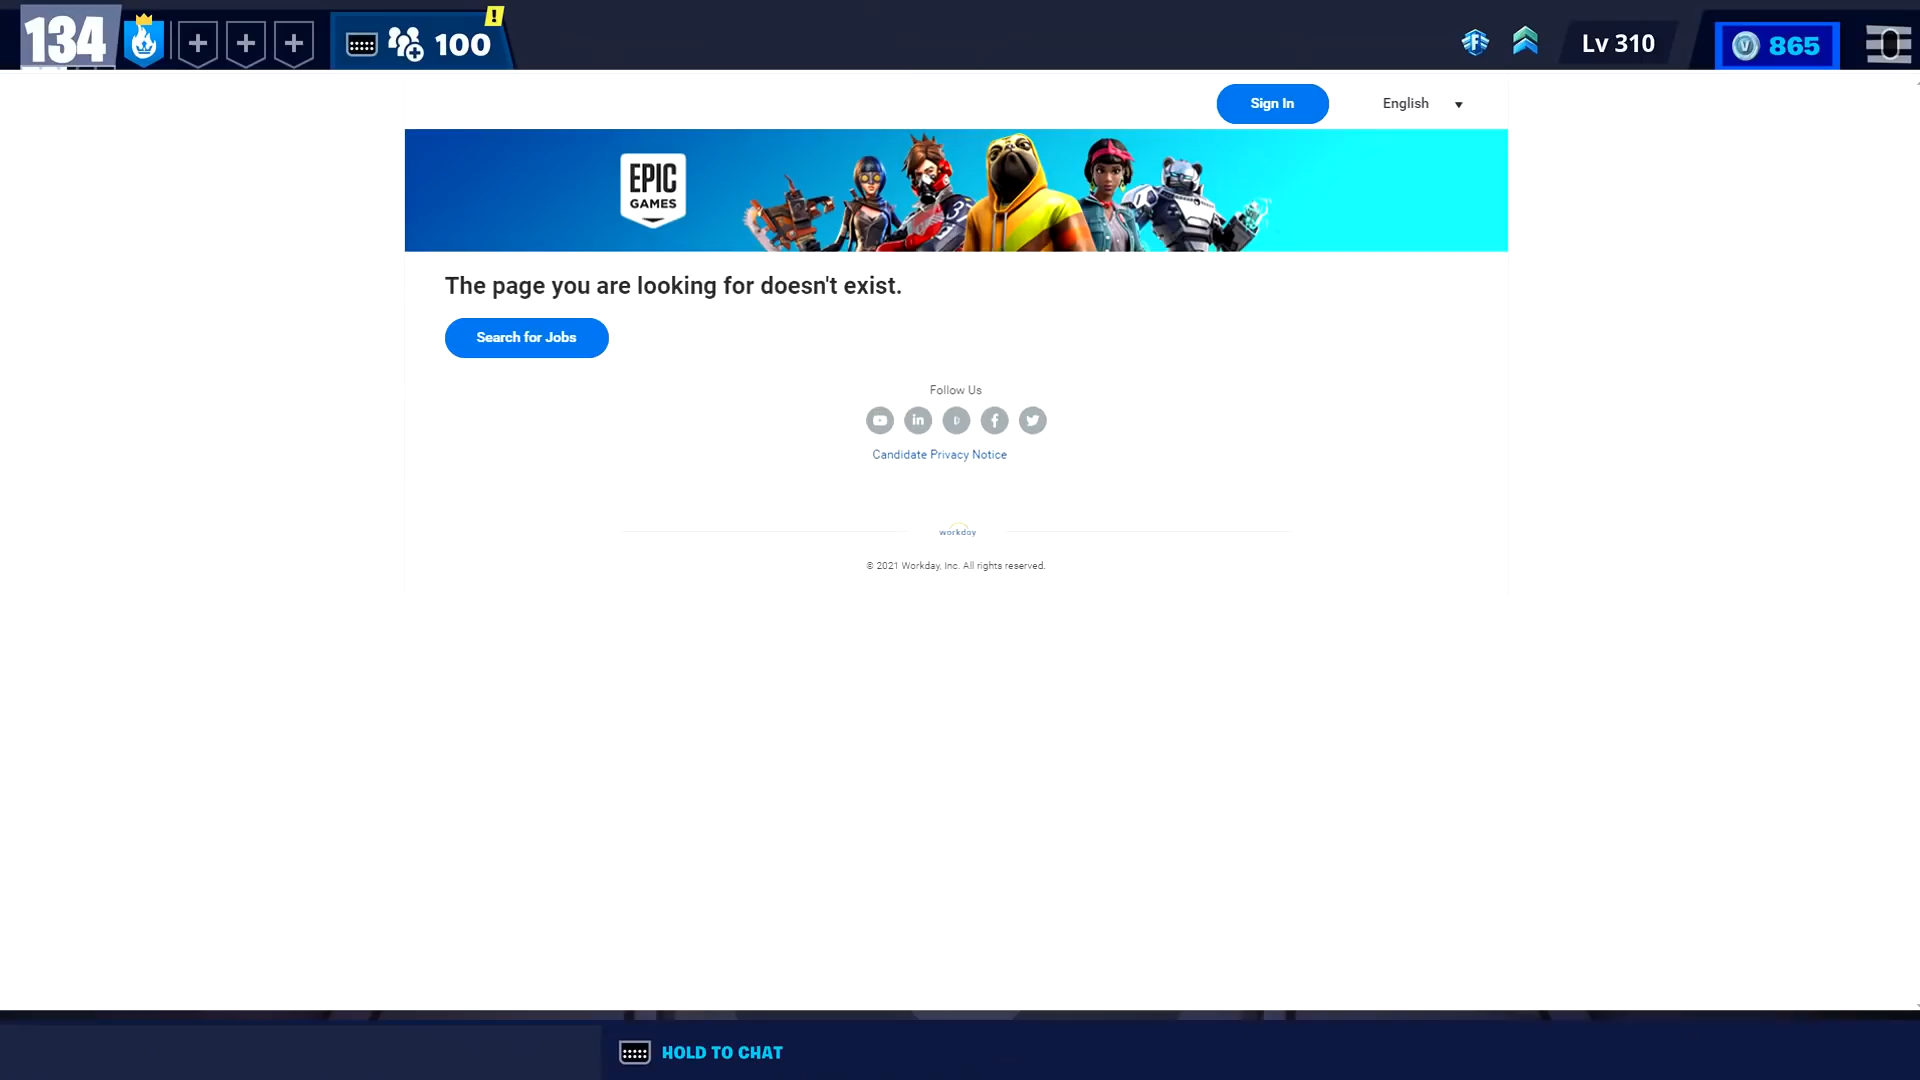 134
100
!
Lv 310
865
Sign In
English
EPIC
GAMES
37
The page you are looking for doesn't exist.
Search for Jobs
Follow Us
Candidate Privacy Notice
workday
© 2021 Workday, Inc. All rights reserved.
HOLD TO CHAT